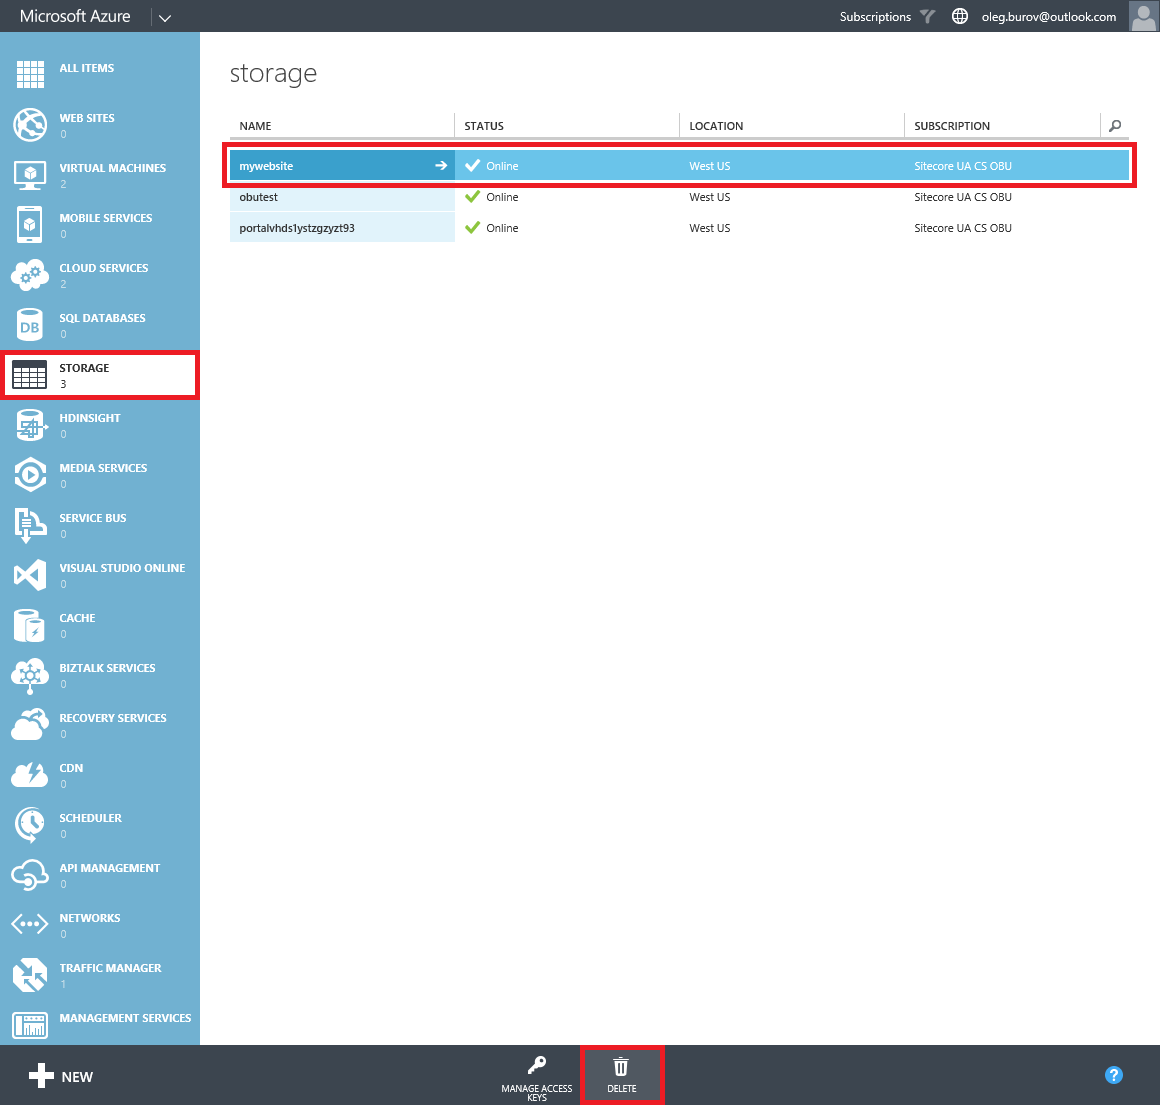 Microsoft Azure
Subscriptions
oleg.burov@outlook.com
ALL ITEMS
WEB SITES
0
VIRTUAL MACHINES
2
MOBILE SERVICES
0
CLOUD SERVICES
2
SQL DATABASES
0
DB
STORAGE
3
HDINSIGHT
0
MEDIA SERVICES
0
SERVICE BUS
0
VISUAL STUDIO ONLINE
0
CACHE
0
BIZTALK SERVICES
0
RECOVERY SERVICES
0
CDN
0
SCHEDULER
0
API MANAGEMENT
0
NETWORKS
0
TRAFFIC MANAGER
1
MANAGEMENT SERVICES
storage
NAME STATUS LOCATION SUBSCRIPTION
mywebsite Online West US Sitecore UA CS OBU
obutest Online West US Sitecore UA CS OBU
portalvhds1ystzgzyzt93 Online West US Sitecore UA CS OBU
NEW
MANAGE ACCESS
KEYS
DELETE
?